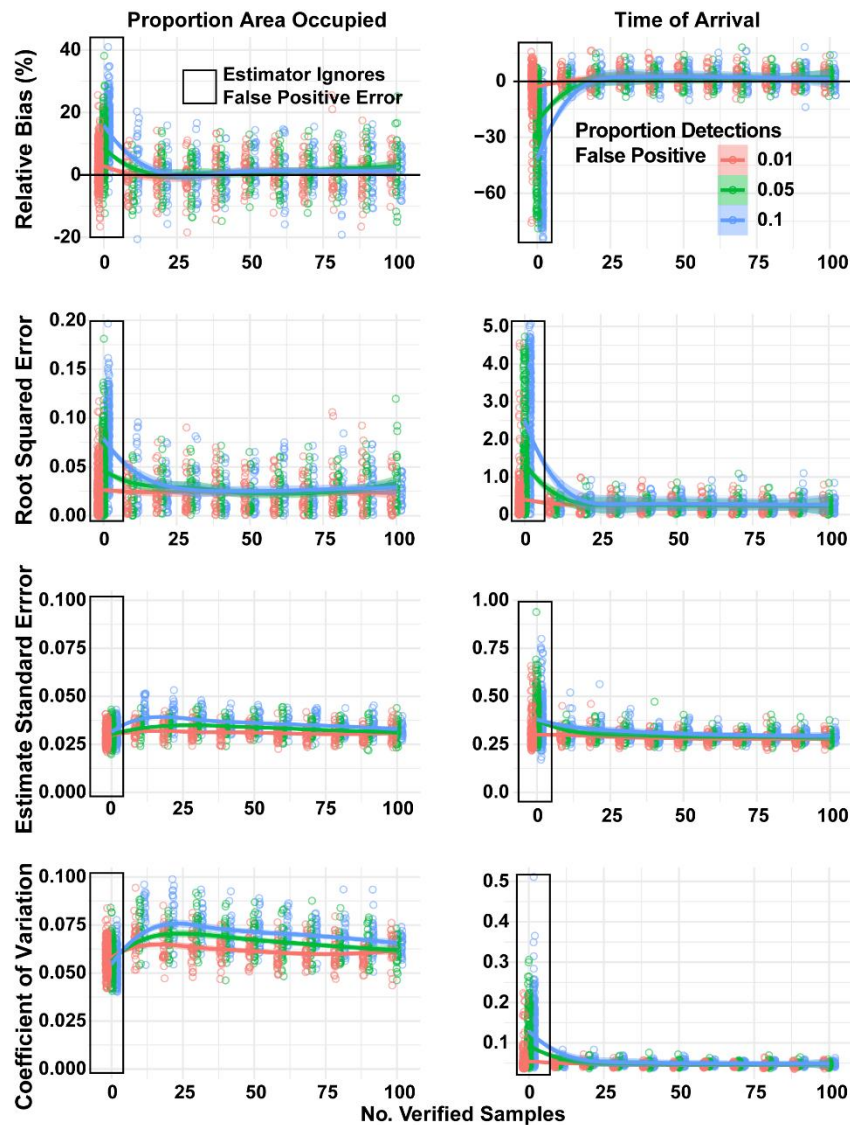 Proportion Area Occupied
Time of Arrival
Relative Bias (%)
40
20
0
-20
Estimator Ignores
False Positive Error
0 25 50 75 100
0
−30
−60
Proportion Detections
False Positive
0.01
0.05
0.1
0 25 50 75 100
Root Squared Error
0.20
0.15
0.10
0.05
0.00
0 25 50 75 100
5.0
4.0
3.0
2.0
1.0
0
0 25 50 75 100
Estimate Standard Errror
0.100
0.075
0.050
0.025
0.000
0 25 50 75 100
1.00
0.75
0.50
0.25
0.0
0 25 50 75 100
Coefficient of Variation
0.100
0.075
0.050
0.025
0.000
0 25 50 75 100
0.5
0.4
0.3
0.2
0.1
0 25 50 75 100
No. Verified Samples